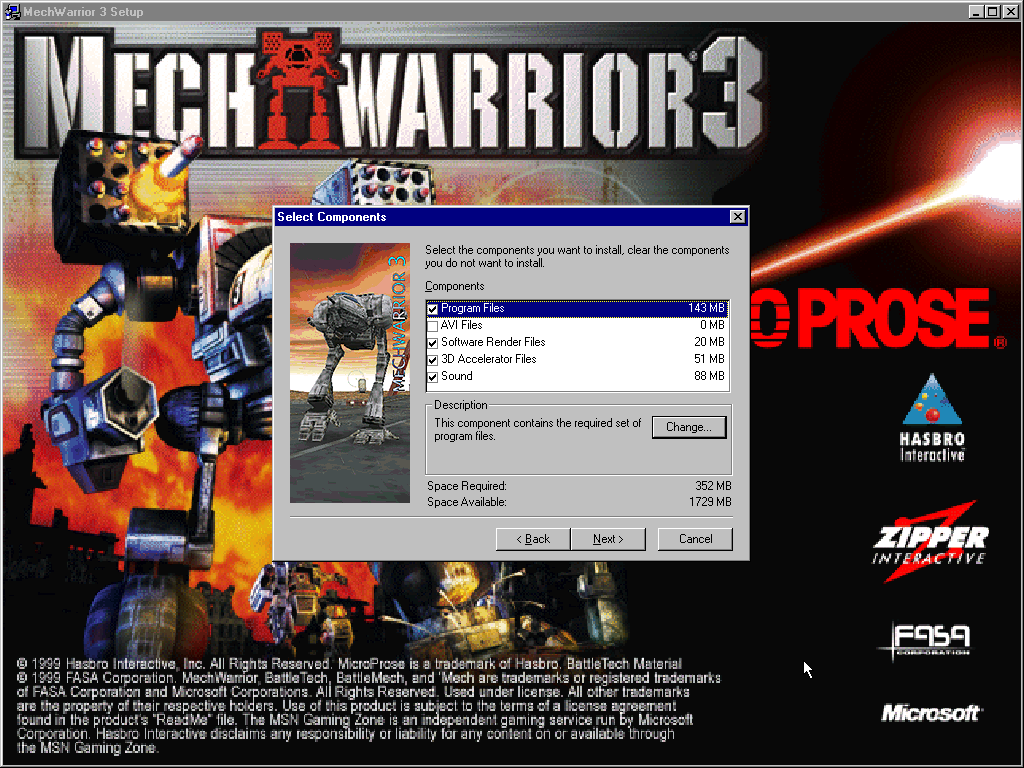 MechWarrior 3 Setup
MECHWARRIOR 3
Select Components
MECHWARRIOR 3
Select the components you want to install, clear the components
you do not want to install.
Components
Program Files 143 MB
AVI Files 0 MB
Software Render Files 20 MB
3D Accelerator Files 51 MB
Sound 88 MB
Description
This component contains the required set of
program files.
Change...
Space Required: 352 MB
Space Available: 1729 MB
< Back
Next >
Cancel
O PROSE®
HASBRO
Interactive
ZIPPER
INTERACTIVE
FASA
CORPORATION
Microsoft
© 1999 Hasbro Interactive, Inc. All Rights Reserved. MicroProse is a trademark of Hasbro. BattleTech Material
© 1999 FASA Corporation. MechWarrior, BattleTech, BattleMech, and 'Mech are trademarks or registered trademarks
of FASA Corporation and Microsoft Corporations. All Rights Reserved. Used under license. All other trademarks
are the property of their respective holders. Use of this product is subject to the terms of a license agreement
found in the product's "ReadMe" file. The MSN Gaming Zone is an independent gaming service run by Microsoft
Corporation. Hasbro Interactive disclaims any responsibility or liability for any content on or available through
the MSN Gaming Zone.